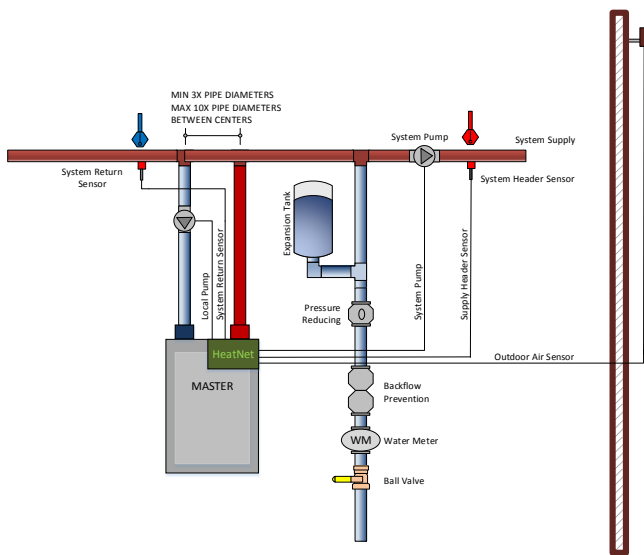 MIN 3X PIPE DIAMETERS
MAX 10X PIPE DIAMETERS
BETWEEN CENTERS
System Pump
System Supply
System Return
Sensor
System Header Sensor
Expansion Tank
Local Pump
System Return Sensor
System Pump
Supply Header Sensor
Pressure
Reducing
HeatNet
Outdoor Air Sensor
MASTER
Backflow
Prevention
WM
Water Meter
Ball Valve